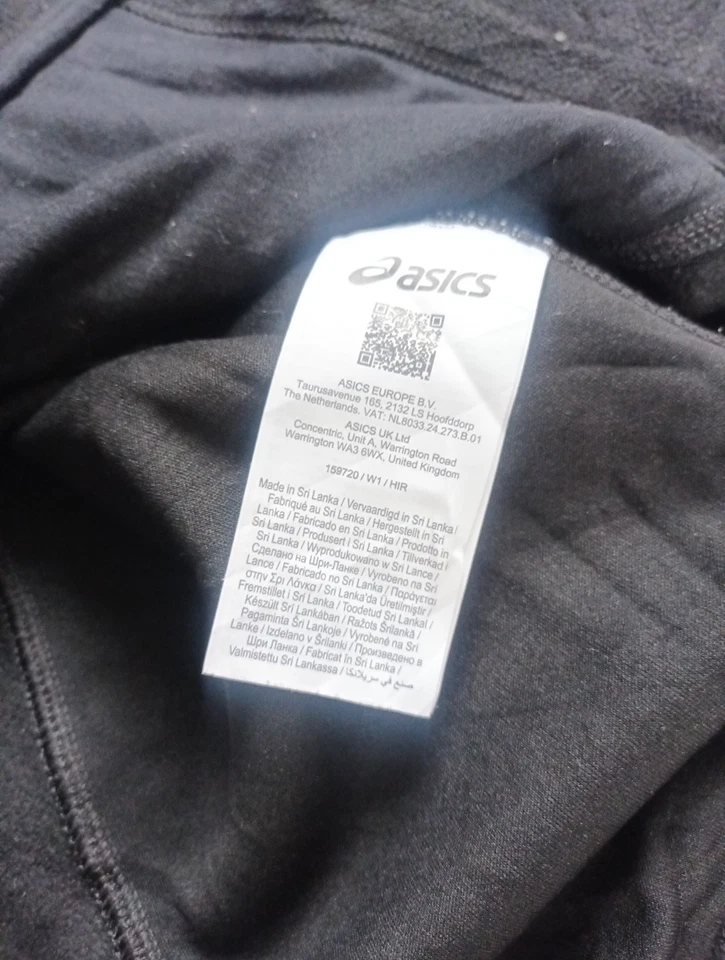 asics
ASICS EUROPE B.V.
Taurusavenue 165, 2132 LS Hoofddorp
The Netherlands. VAT: NL8033.24.273.B.01
ASICS UK Ltd
Concentric, Unit A, Warrington Road
Warrington WA3 6WX, United Kingdom
159720 / W1 / HIR
Made in Sri Lanka / Vervaardigd in Sri Lanka /
Fabriqué au Sri Lanka / Hergestellt in Sri
Lanka / Fabricado en Sri Lanka / Prodotto in
Sri Lanka / Produsert i Sri Lanka / Tillverkad i
Sri Lanka / Wyprodukowano w Sri Lance /
Сделано на Шри-Ланке / Vyrobeno na Srí
Lance / Fabricado no Sri Lanka / Παράγεται
στην Σρι Λάνκα / Sri Lanka'da Üretilmiştir /
Fremstillet i Sri Lanka / Toodetud Sri Lankal /
Készült Sri Lankában / Ražots Šrilankā /
Pagaminta Šri Lankoje / Vyrobené na Srí
Lanke / Izdelano v Šrilanki / Произведено в
Шри Ланка / Fabricat în Sri Lanka /
Valmistettu Sri Lankassa / صنع في سريلانكا